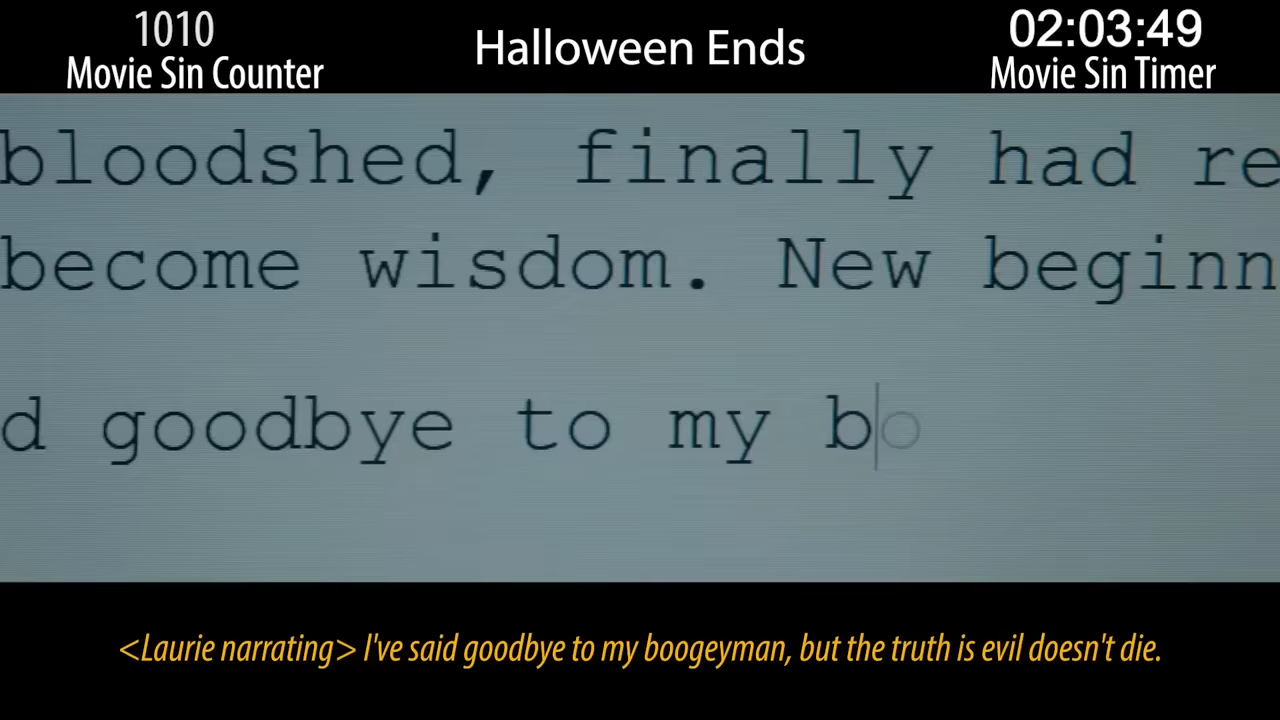 1010
Movie Sin Counter
Halloween Ends
02:03:49
Movie Sin Timer
bloodshed, finally had re
become wisdom. New beginn
d goodbye to my bo
<Laurie narrating> I've said goodbye to my boogeyman, but the truth is evil doesn't die.